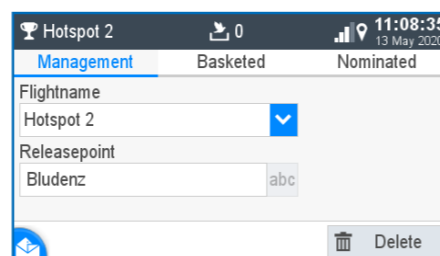 Hotspot 2 0 11:08:35
13 May 2020
Management Basketed Nominated
Flightname
Hotspot 2
Releasepoint
Bludenz abc
Delete